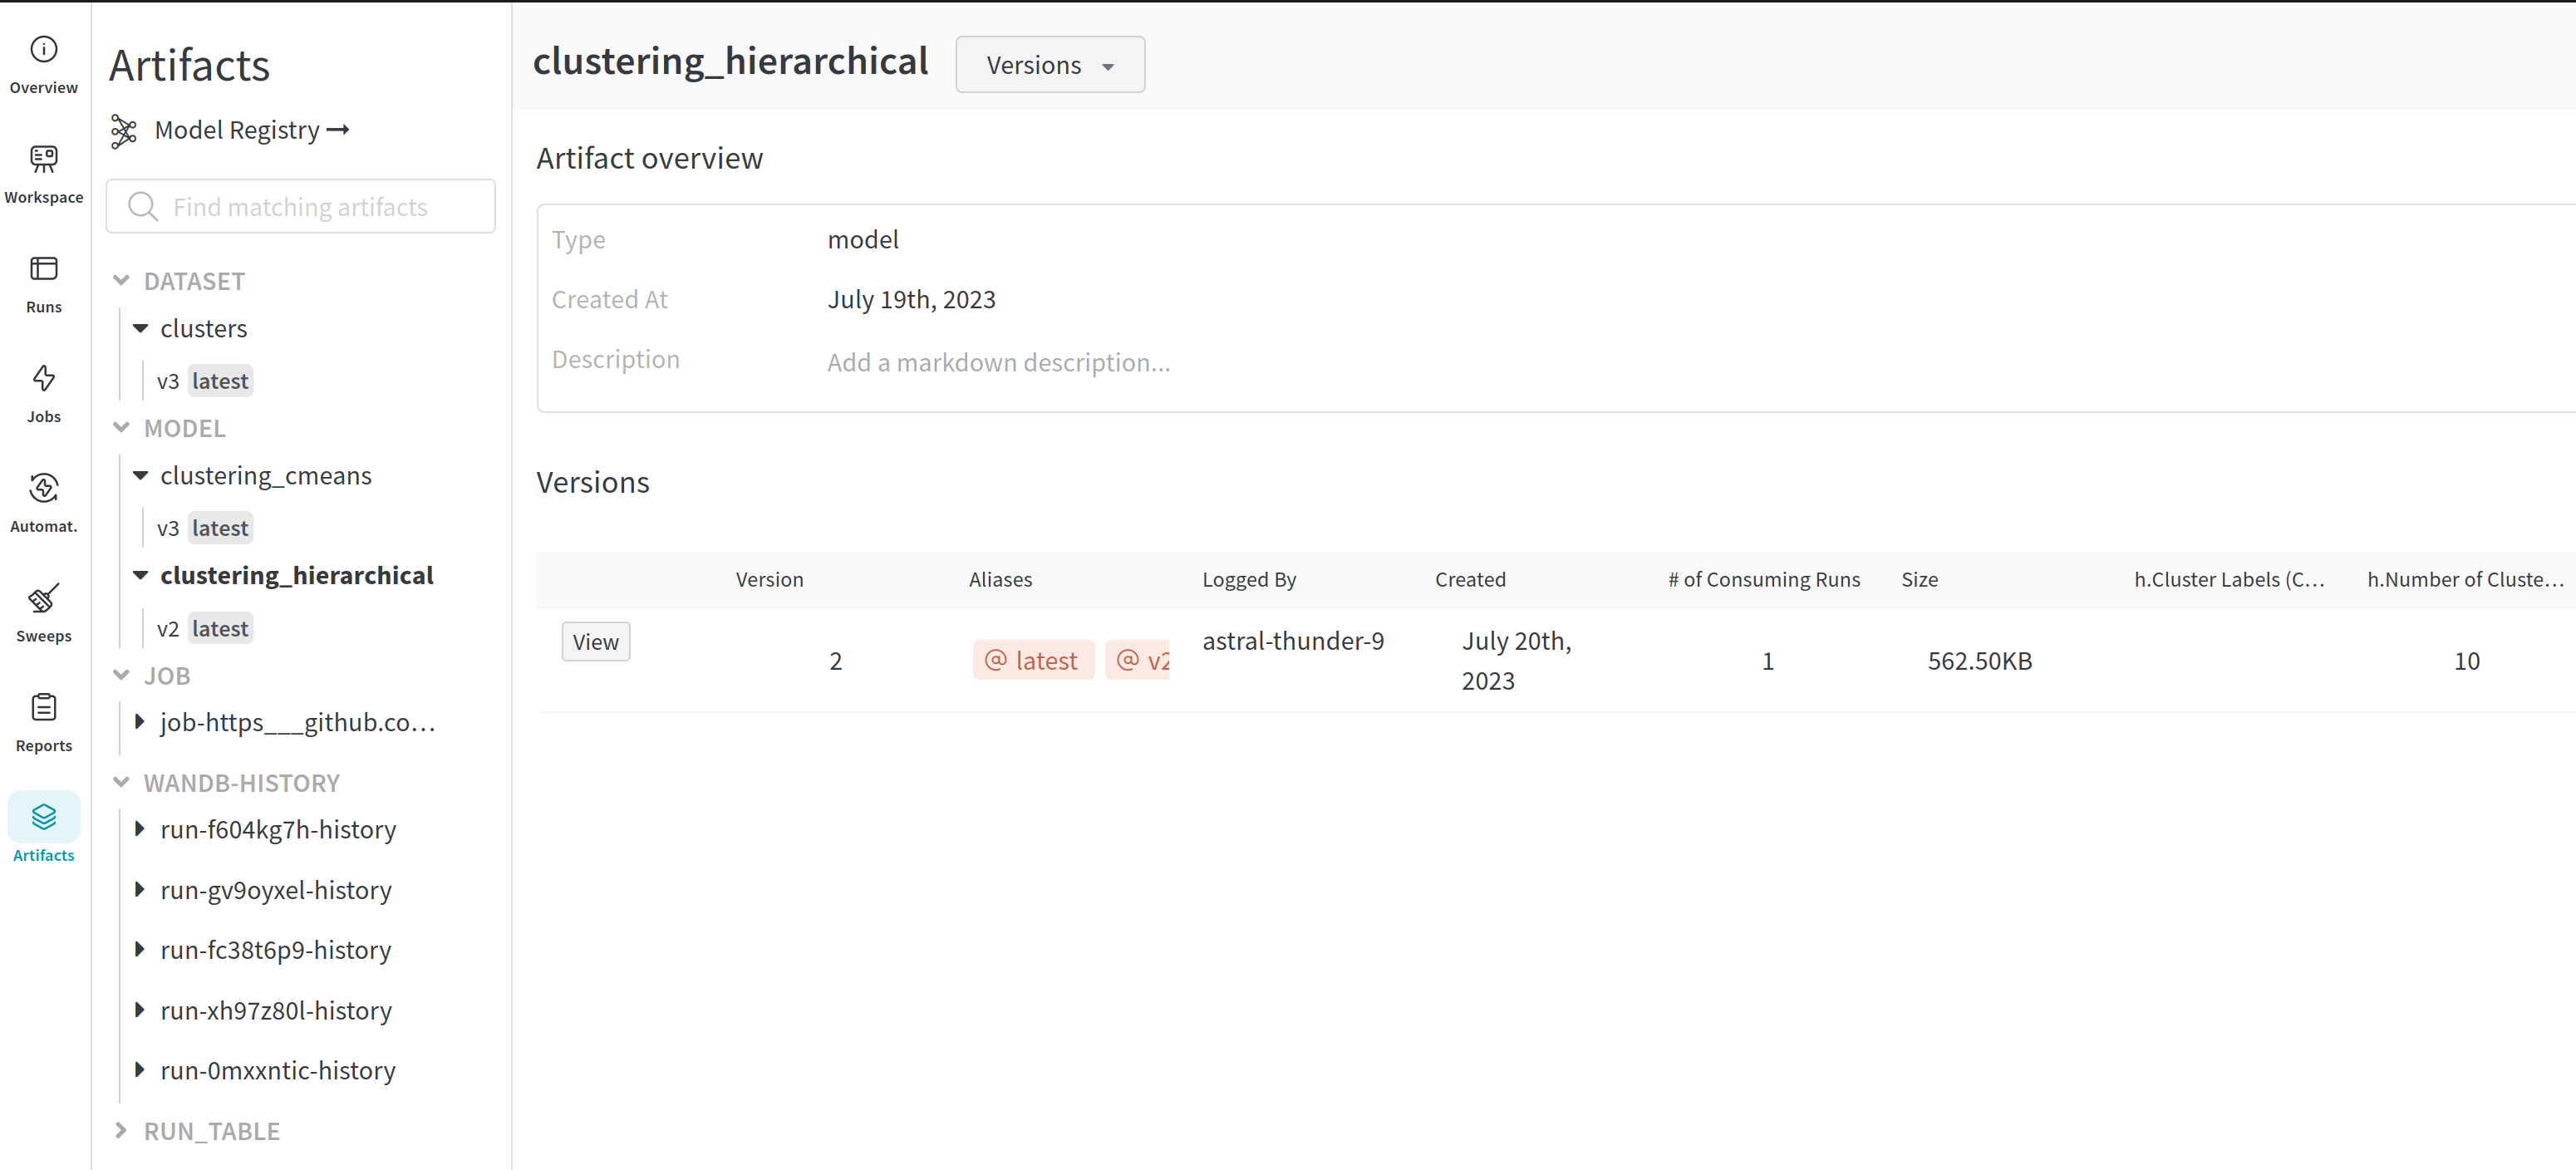 Overview
Workspace
Runs
Jobs
Automat.
Sweeps
Reports
Artifacts
Artifacts
Model Registry
Find matching artifacts
DATASET
clusters
v3 latest
MODEL
clustering_cmeans
v3 latest
clustering_hierarchical
v2 latest
JOB
job-https___github.co...
WANDB-HISTORY
run-f604kg7h-history
run-gv9oyxel-history
run-fc38t6p9-history
run-xh97z80l-history
run-0mxxntic-history
RUN_TABLE
clustering_hierarchical Versions
Artifact overview
Type model
Created At July 19th, 2023
Description Add a markdown description...
Versions
Version Aliases Logged By Created # of Consuming Runs Size h.Cluster Labels (C... h.Number of Cluste...
View 2 @ latest @ v2 astral-thunder-9 July 20th, 1 562.50KB 10
2023